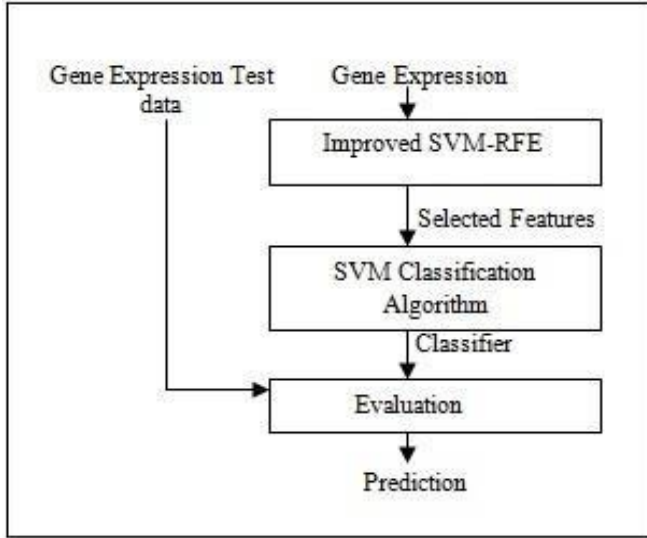 Gene Expression Test
data
Gene Expression
Improved SVM-RFE
Selected Features
SVM Classification
Algorithm
Classifier
Evaluation
Prediction